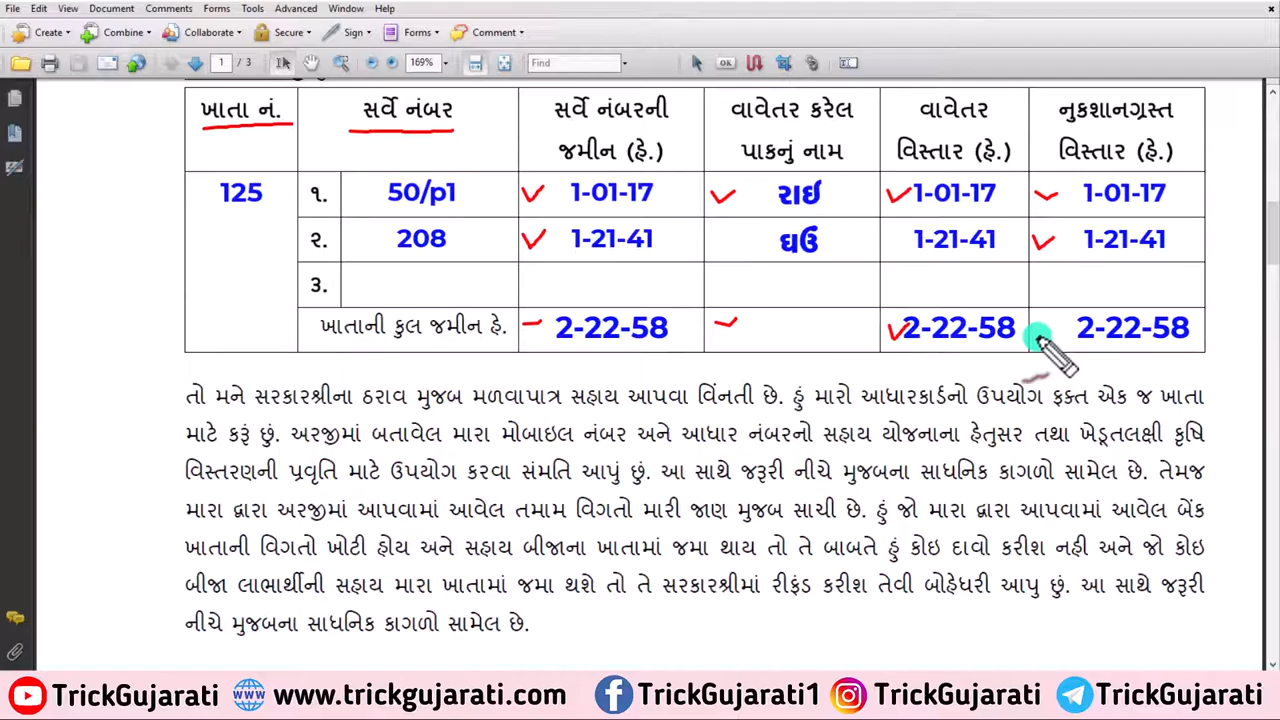 File Edit View Document Comments Forms Tools Advanced Window Help
Create Combine Collaborate Secure Sign Forms Comment
1 / 3 169% Find
ખાતા નં. સર્વે નંબર સર્વે નંબરની જમીન (હે.) વાવેતર કરેલ પાકનું નામ વાવેતર વિસ્તાર (હે.) નુકશાનગ્રસ્ત વિસ્તાર (હે.)
125 ૧. 50/p1 1-01-17 રાઇ 1-01-17 1-01-17
૨. 208 1-21-41 ઘઉં 1-21-41 1-21-41
૩.
ખાતાની કુલ જમીન હે. 2-22-58 2-22-58 2-22-58
તો મને સરકારશ્રીના ઠરાવ મુજબ મળવાપાત્ર સહાય આપવા વિંનતી છે. હું મારો આધારકાર્ડનો ઉપયોગ ફક્ત એક જ ખાતા
માટે કરૂં છું. અરજીમાં બતાવેલ મારા મોબાઇલ નંબર અને આધાર નંબરનો સહાય યોજનાના હેતુસર તથા ખેડૂતલક્ષી કૃષિ
વિસ્તરણની પ્રવૃતિ માટે ઉપયોગ કરવા સંમતિ આપું છું. આ સાથે જરૂરી નીચે મુજબના સાધનિક કાગળો સામેલ છે. તેમજ
મારા દ્વારા અરજીમાં આપવામાં આવેલ તમામ વિગતો મારી જાણ મુજબ સાચી છે. હું જો મારા દ્વારા આપવામાં આવેલ બેંક
ખાતાની વિગતો ખોટી હોય અને સહાય બીજાના ખાતામાં જમા થાય તો તે બાબતે હું કોઇ દાવો કરીશ નહી અને જો કોઇ
બીજા લાભાર્થીની સહાય મારા ખાતામાં જમા થશે તો તે સરકારશ્રીમાં રીફંડ કરીશ તેવી બોહેધરી આપુ છું. આ સાથે જરૂરી
નીચે મુજબના સાધનિક કાગળો સામેલ છે.
TrickGujarati www.trickgujarati.com TrickGujarati1 TrickGujarati